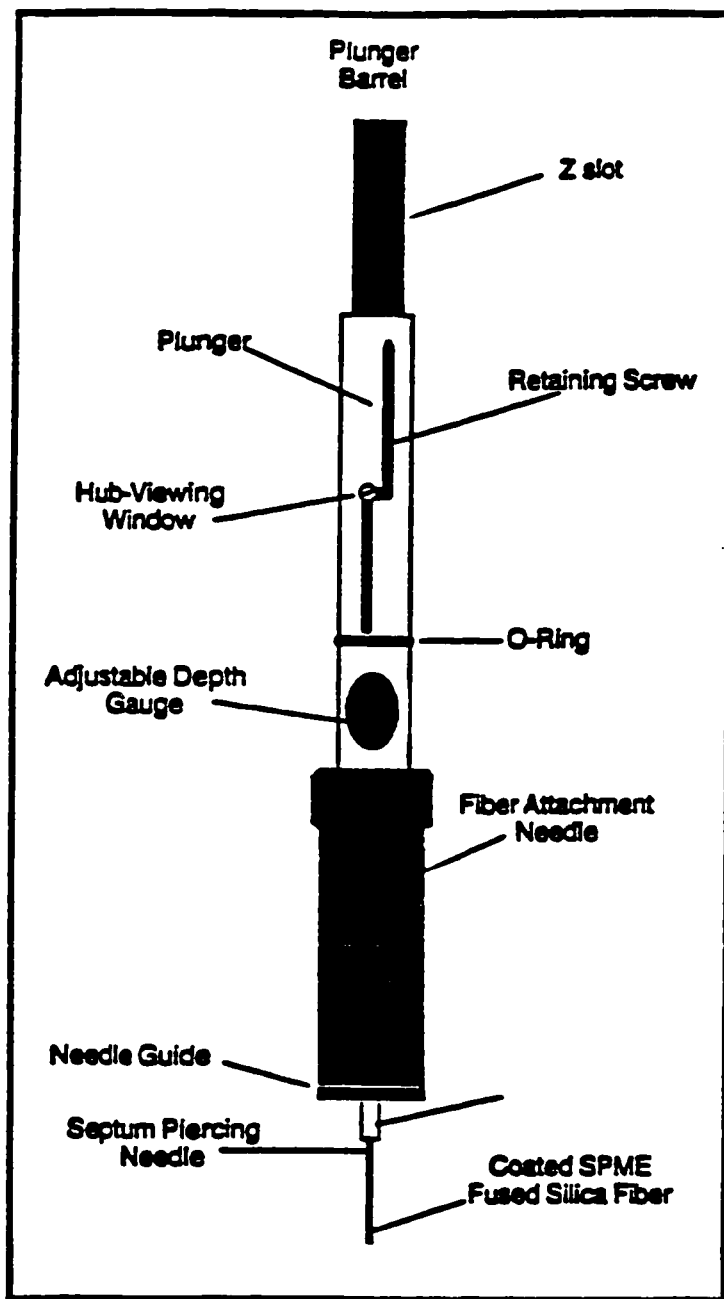 Plunger
Barrel
Z slot
Plunger
Retaining Screw
Hub-Viewing
Window
O-Ring
Adjustable Depth
Gauge
Fiber Attachment
Needle
Needle Guide
Septum Piercing
Needle
Coated SPME
Fused Silica Fiber